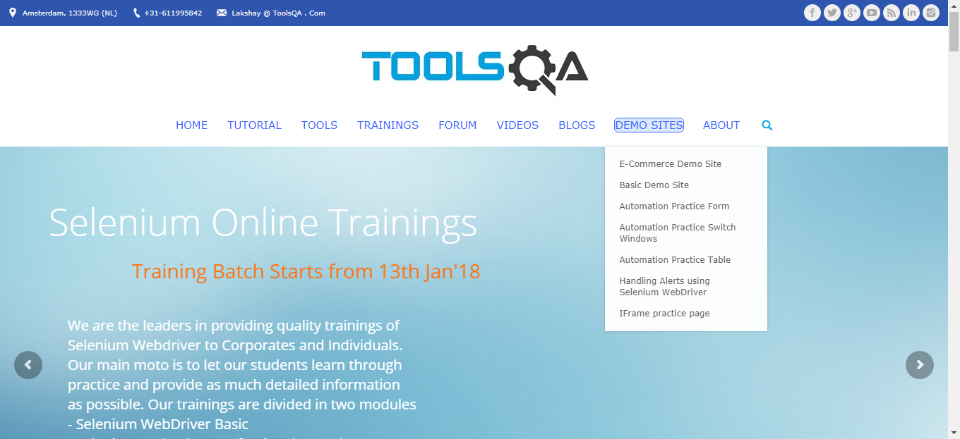 Amsterdam, 1333WG (NL) +31-611995842 Lakshay @ ToolsQA . Com
TOOLSQA
HOME TUTORIAL TOOLS TRAININGS FORUM VIDEOS BLOGS DEMO SITES ABOUT
E-Commerce Demo Site
Basic Demo Site
Automation Practice Form
Automation Practice Switch
Windows
Automation Practice Table
Handling Alerts using
Selenium WebDriver
IFrame practice page
Selenium Online Trainings
Training Batch Starts from 13th Jan'18
We are the leaders in providing quality trainings of
Selenium Webdriver to Corporates and Individuals.
Our main moto is to let our students learn through
practice and provide as much detailed information
as possible. Our trainings are divided in two modules
- Selenium WebDriver Basic